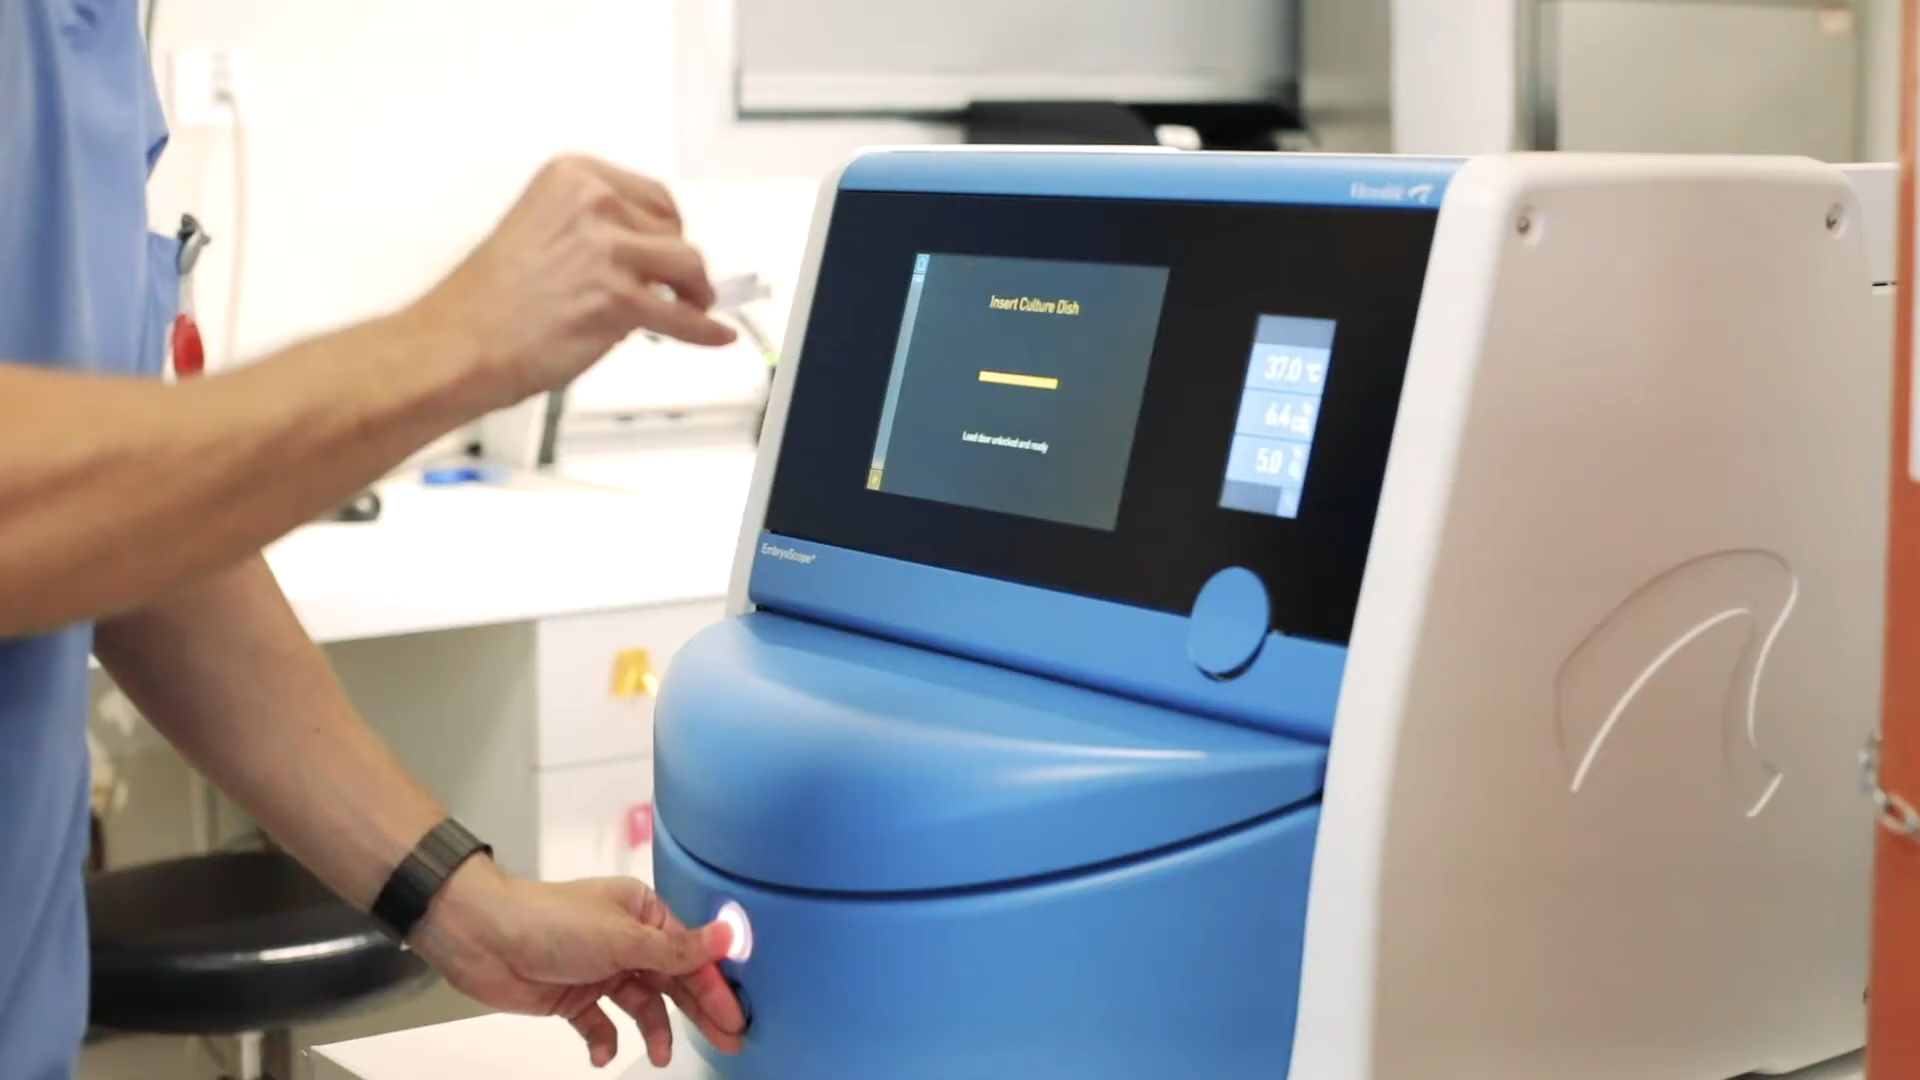 Insert Culture Dish
Load door unlocked and ready
37.0 °C
6.4
5.0
EmbryoScope+